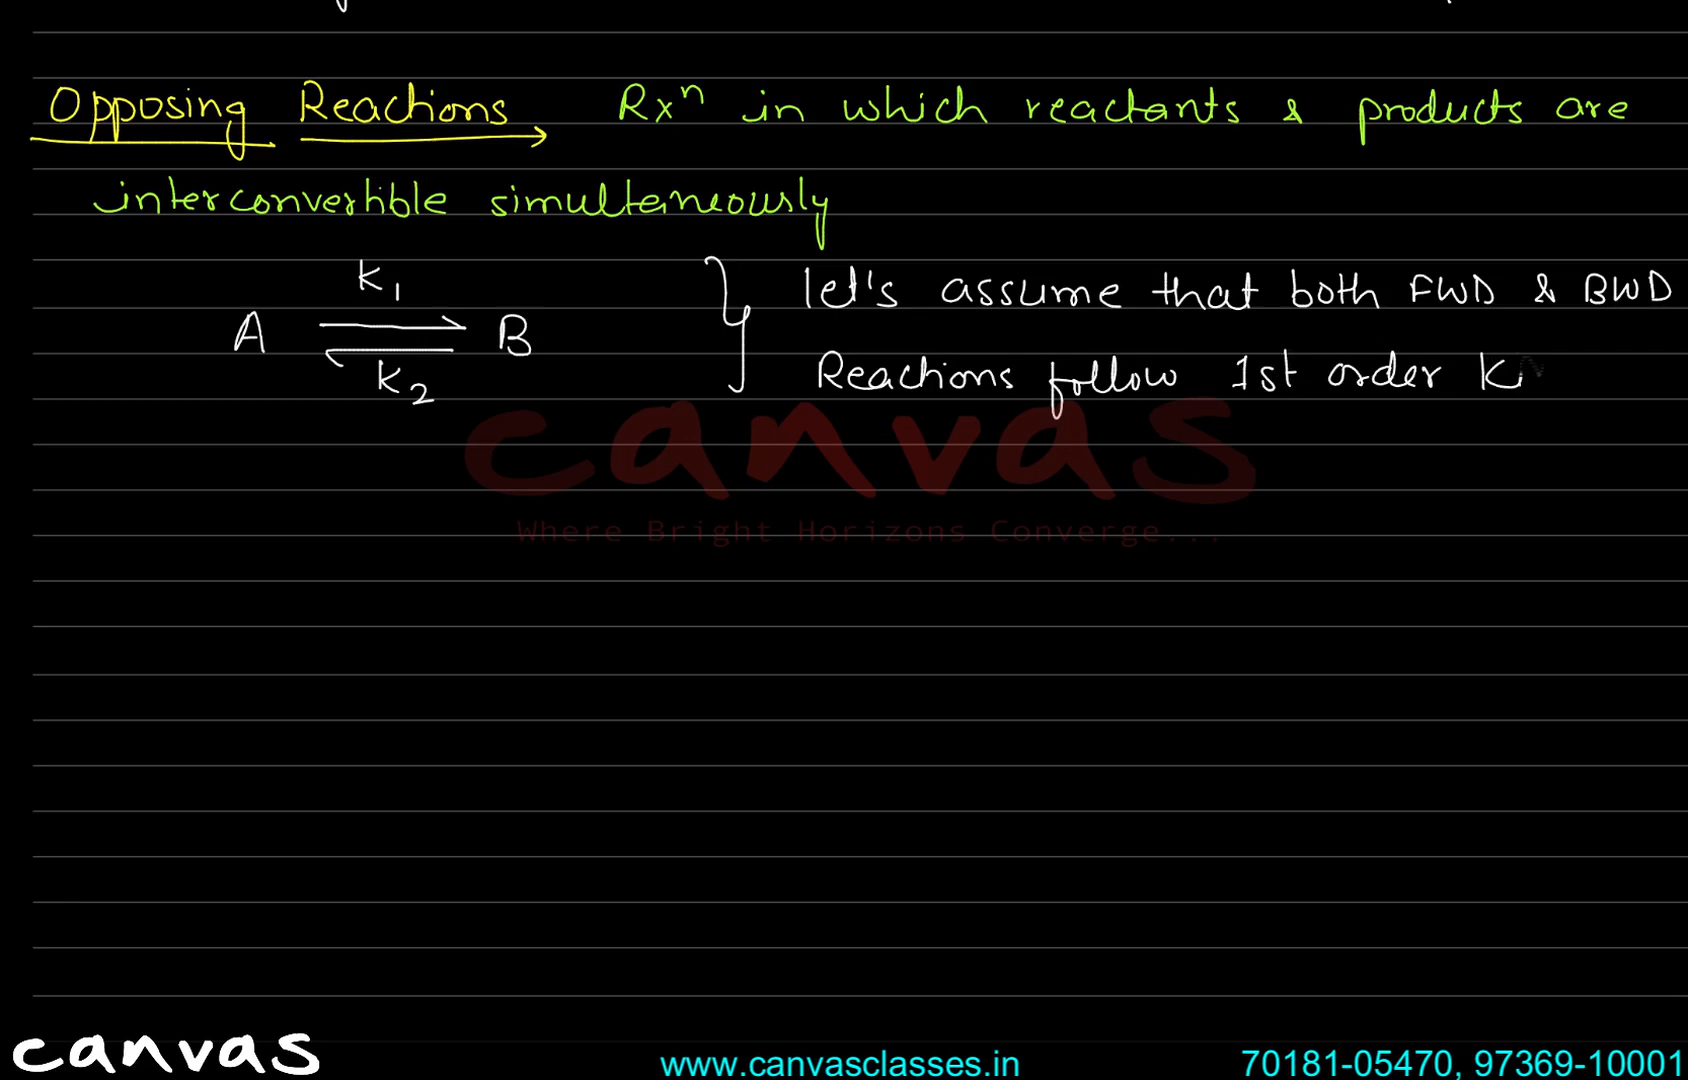 Opposing Reactions Rxⁿ in which reactants & products are
interconvertible simultaneously
k₁
A ⇌ B
k₂
let's assume that both FWD & BWD
Reactions follow 1st order
canvas
Where Bright Horizons Converge...
canvas
www.canvasclasses.in
70181-05470, 97369-10001